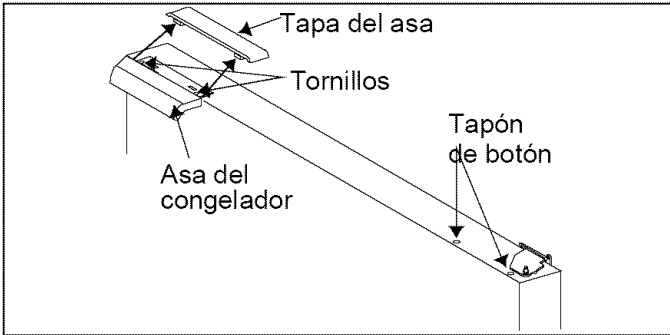 Tapa del asa
Tornillos
Tapón
de botón
Asa del
congelador